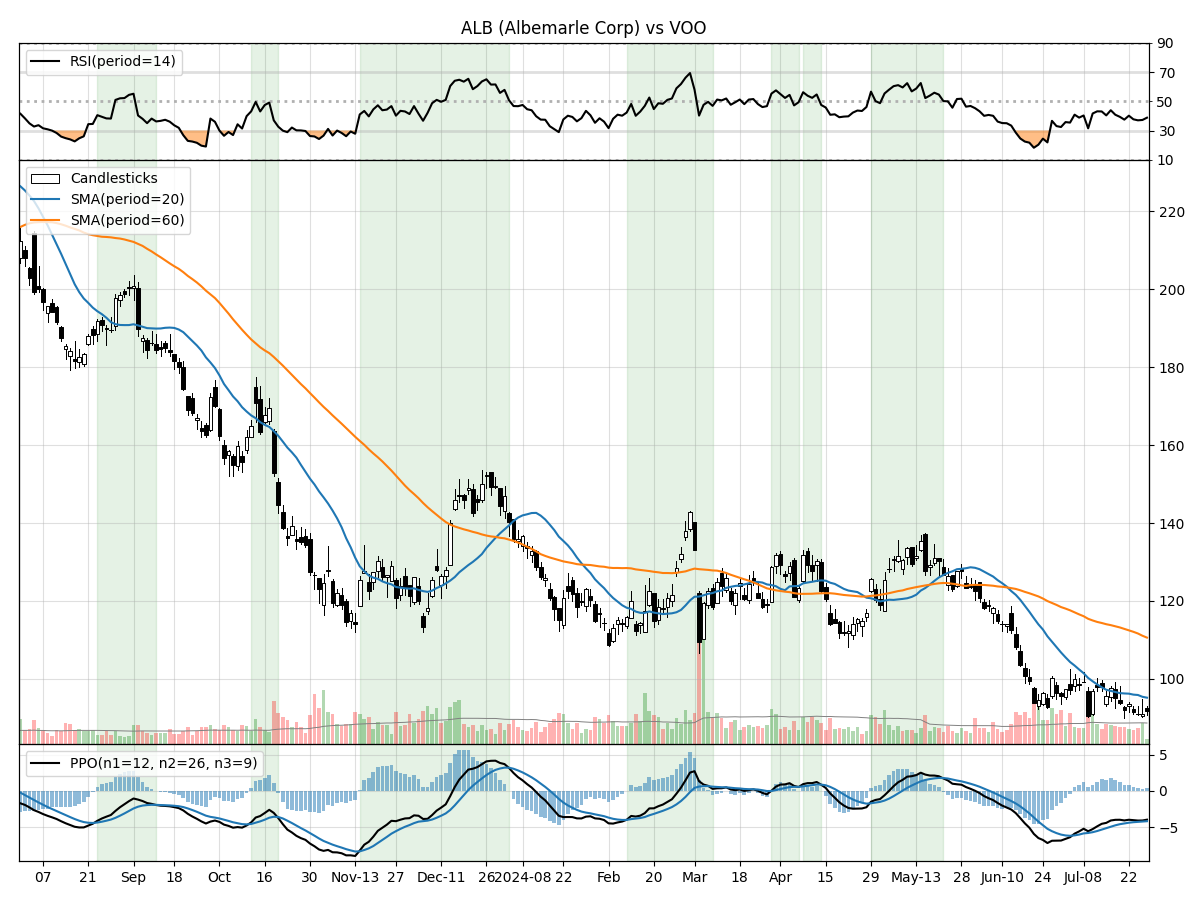 ALB (Albemarle Corp) vs VOO
RSI(period=14)
90
70
50
30
10
Candlesticks
SMA(period=20)
SMA(period=60)
220
200
180
160
140
120
100
PPO(n1=12, n2=26, n3=9)
5
0
−5
07 21 Sep 18 Oct 16 30 Nov-13 27 Dec-11 26 2024-08 22 Feb 20 Mar 18 Apr 15 29 May-13 28 Jun-10 24 Jul-08 22